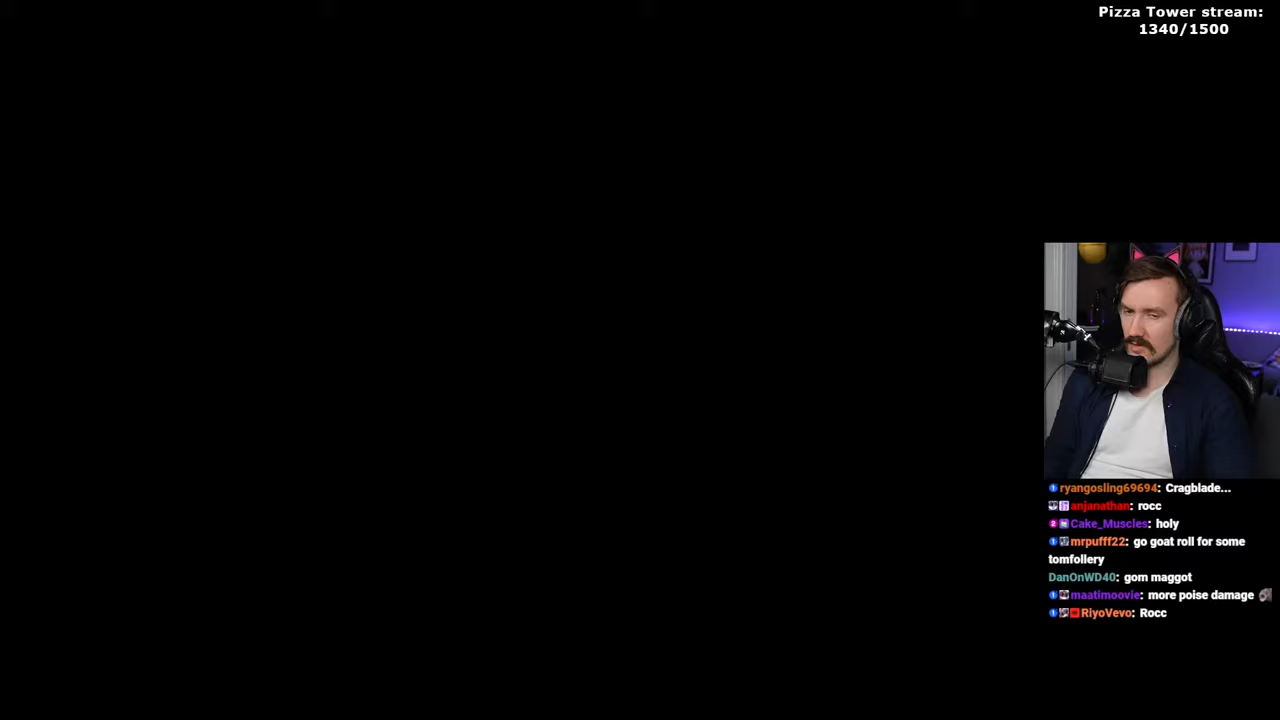 Pizza Tower stream:
1340/1500
ryangosling69694: Cragblade...
anjanathan: rocc
Cake_Muscles: holy
mrpufff22: go goat roll for some
tomfollery
DanOnWD40: gom maggot
maatimoovie: more poise damage
RiyoVevo: Rocc